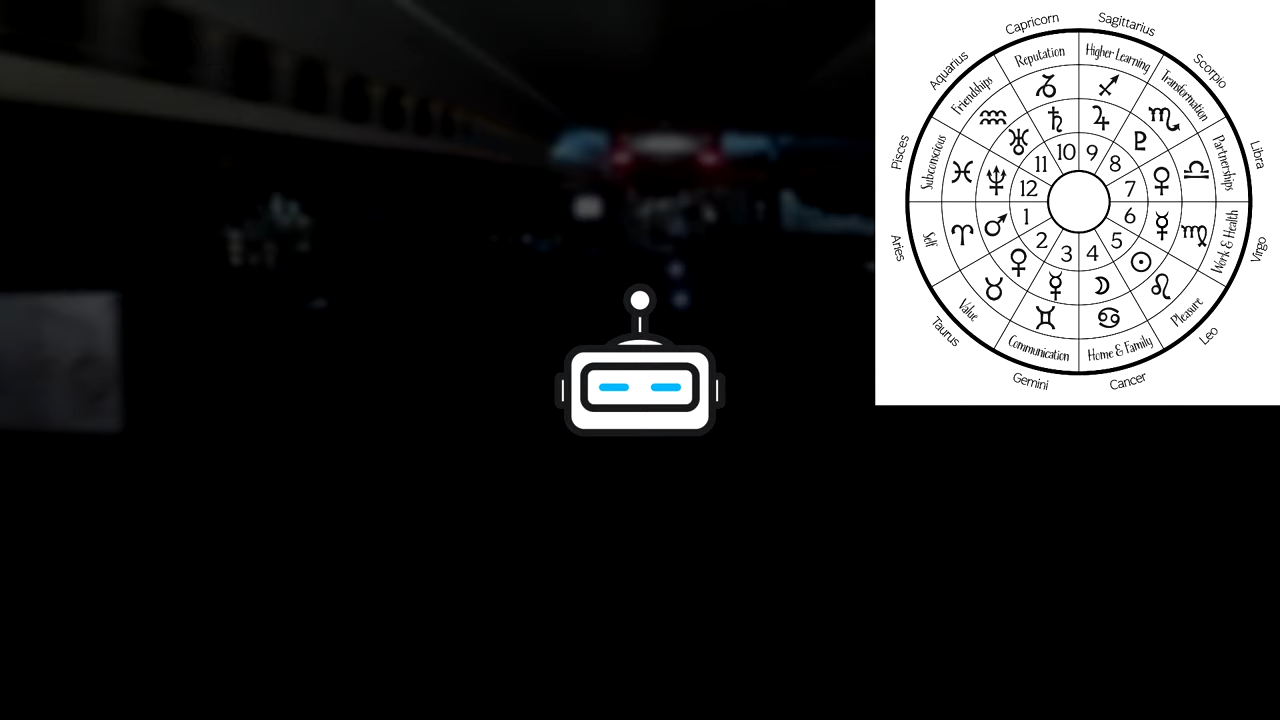 Capricorn
Sagittarius
Aquarius
Scorpio
Pisces
Libra
Aries
Virgo
Taurus
Leo
Gemini
Cancer
Reputation
Higher Learning
Friendships
Transformation
Subconscious
Partnerships
Self
Work & Health
Value
Pleasure
Communication
Home & Family
♑ ♐
♒ ♏
♓ ♎
♈ ♍
♉ ♌
♊ ♋
♄ ♃
♅ ♇
♆ ♀
♂ ☿
♀ ☉
☿ ☽
10 9
11 8
12 7
1 6
2 5
3 4